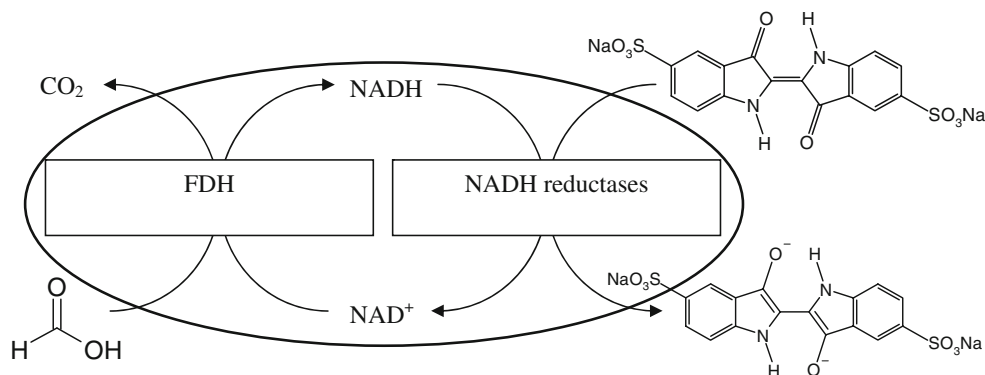 CO₂
NADH
FDH
NADH reductases
NAD⁺
O
H
OH
O
H
N
NaO₃S
SO₃Na
N
H
O
O⁻
H
N
NaO₃S
SO₃Na
N
H
O⁻